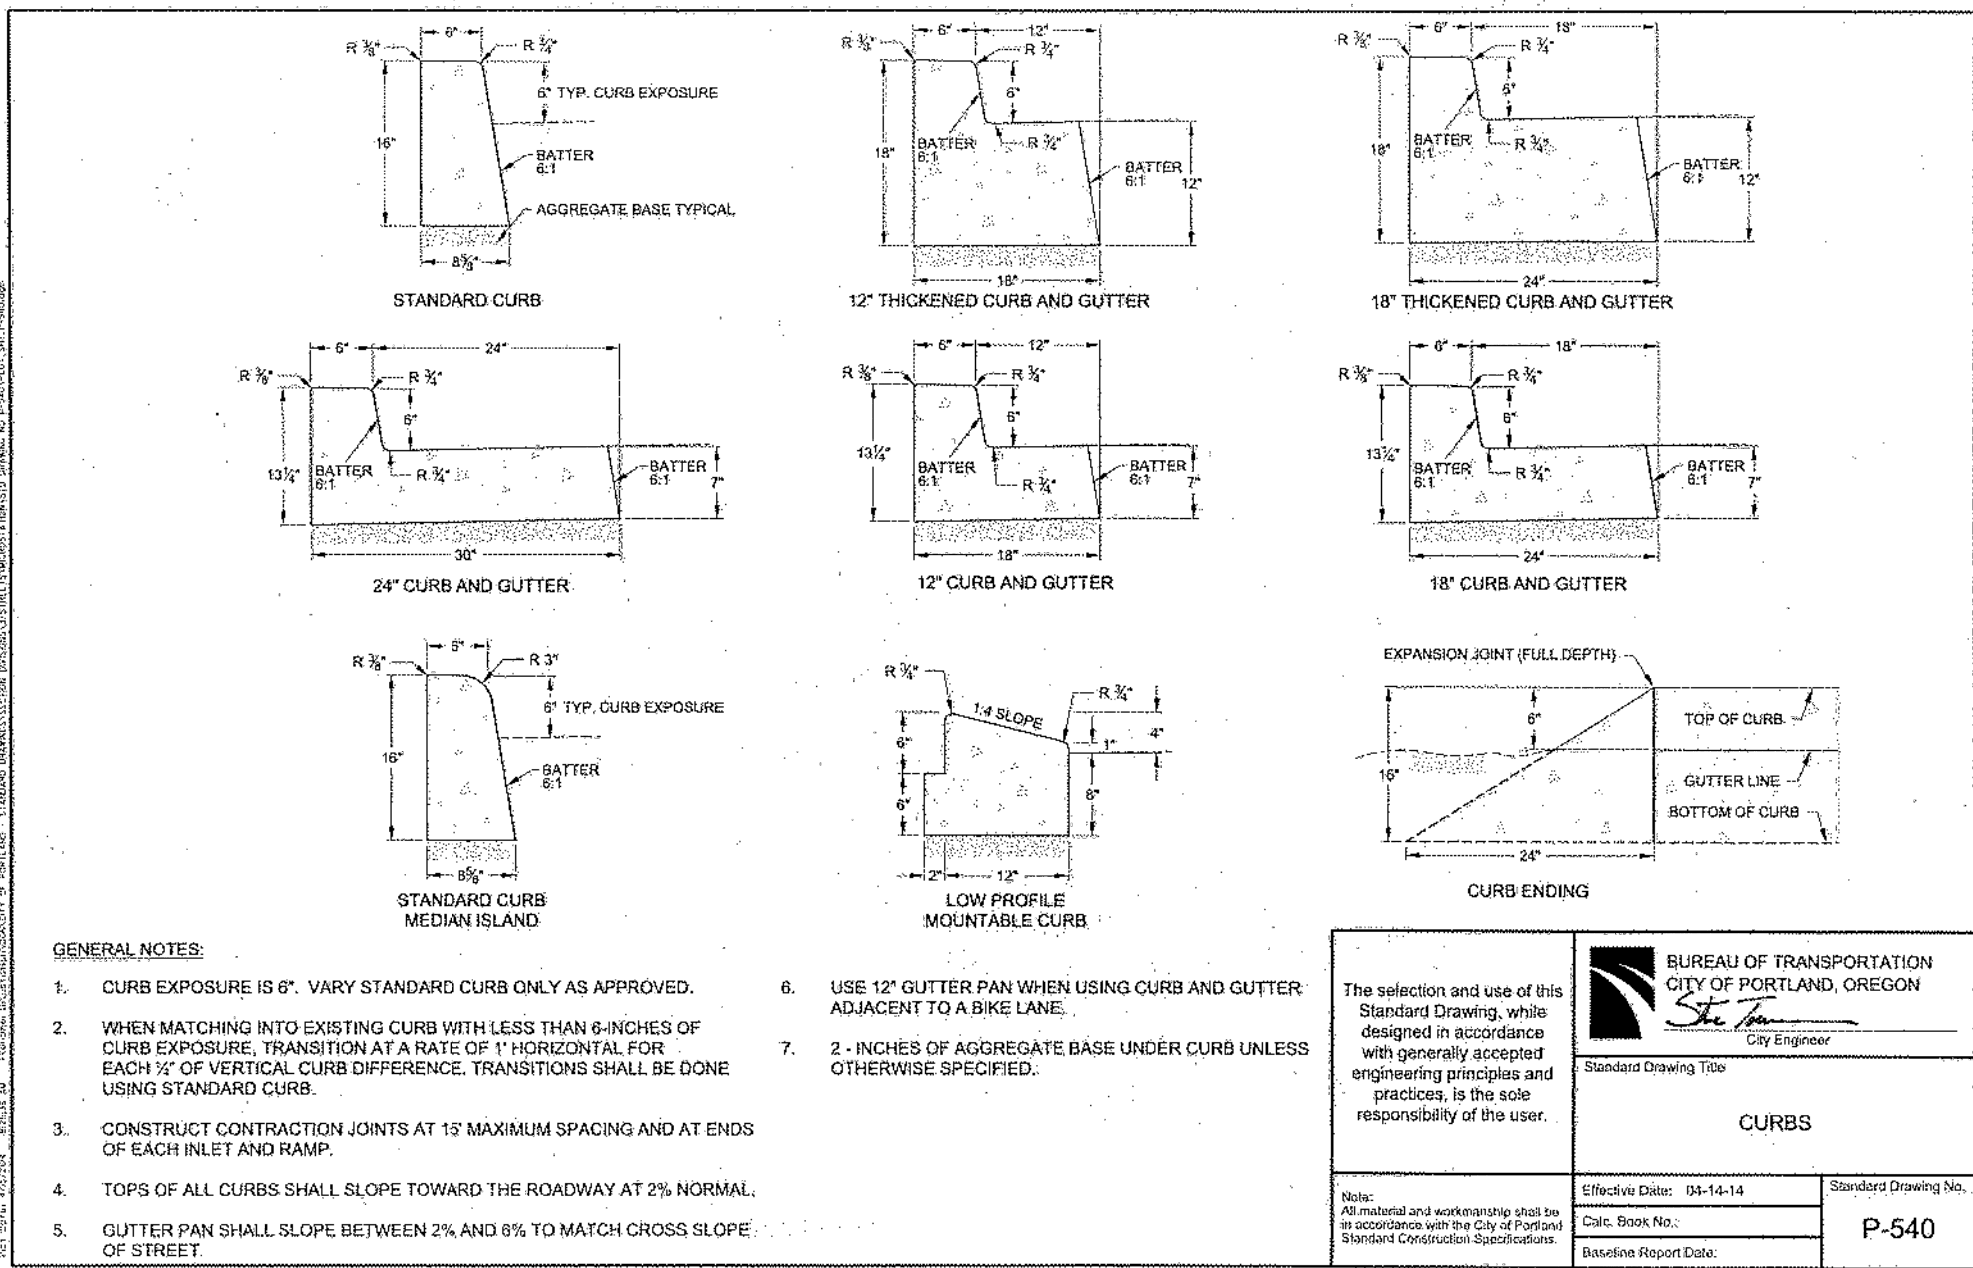 6"
R 3/8"
R 3/4"
6" TYP. CURB EXPOSURE
16"
BATTER
6:1
AGGREGATE BASE TYPICAL
8 5/8"
STANDARD CURB
6"
12"
R 3/8"
R 3/4"
6"
18"
BATTER
6:1
R 3/4"
BATTER
6:1
12"
18"
12" THICKENED CURB AND GUTTER
6"
18"
R 3/8"
R 3/4"
6"
18"
BATTER
6:1
R 3/4"
BATTER
6:1
12"
24"
18" THICKENED CURB AND GUTTER
6"
24"
R 3/8"
R 3/4"
6"
13 1/4"
BATTER
6:1
R 3/4"
BATTER
6:1
7"
30"
24" CURB AND GUTTER
6"
12"
R 3/8"
R 3/4"
6"
13 1/4"
BATTER
6:1
R 3/4"
BATTER
6:1
7"
18"
12" CURB AND GUTTER
6"
18"
R 3/8"
R 3/4"
6"
13 1/4"
BATTER
6:1
R 3/4"
BATTER
6:1
7"
24"
18" CURB AND GUTTER
6"
R 3/8"
R 3"
6" TYP. CURB EXPOSURE
16"
BATTER
6:1
8 5/8"
STANDARD CURB
MEDIAN ISLAND
R 3/4"
R 3/4"
1:4 SLOPE
6"
1"
4"
6"
8"
2"
12"
LOW PROFILE
MOUNTABLE CURB
EXPANSION JOINT (FULL DEPTH)
6"
TOP OF CURB
16"
GUTTER LINE
BOTTOM OF CURB
24"
CURB ENDING
GENERAL NOTES:
1. CURB EXPOSURE IS 6". VARY STANDARD CURB ONLY AS APPROVED.
2. WHEN MATCHING INTO EXISTING CURB WITH LESS THAN 6-INCHES OF
CURB EXPOSURE, TRANSITION AT A RATE OF 1' HORIZONTAL FOR
EACH OF VERTICAL CURB DIFFERENCE. TRANSITIONS SHALL BE DONE
USING STANDARD CURB.
3. CONSTRUCT CONTRACTION JOINTS AT 15' MAXIMUM SPACING AND AT ENDS
OF EACH INLET AND RAMP.
4. TOPS OF ALL CURBS SHALL SLOPE TOWARD THE ROADWAY AT 2% NORMAL.
5. GUTTER PAN SHALL SLOPE BETWEEN 2% AND 6% TO MATCH CROSS SLOPE
OF STREET.
6. USE 12" GUTTER PAN WHEN USING CURB AND GUTTER
ADJACENT TO A BIKE LANE.
7. 2 - INCHES OF AGGREGATE BASE UNDER CURB UNLESS
OTHERWISE SPECIFIED.
The selection and use of this
Standard Drawing, while
designed in accordance
with generally accepted
engineering principles and
practices, is the sole
responsibility of the user.
Note:
All material and workmanship shall be
in accordance with the City of Portland
Standard Construction Specifications.
BUREAU OF TRANSPORTATION
CITY OF PORTLAND, OREGON
City Engineer
Standard Drawing Title
CURBS
Effective Date: 04-14-14
Calc. Book No.:
Baseline Report Date:
Standard Drawing No.
P-540